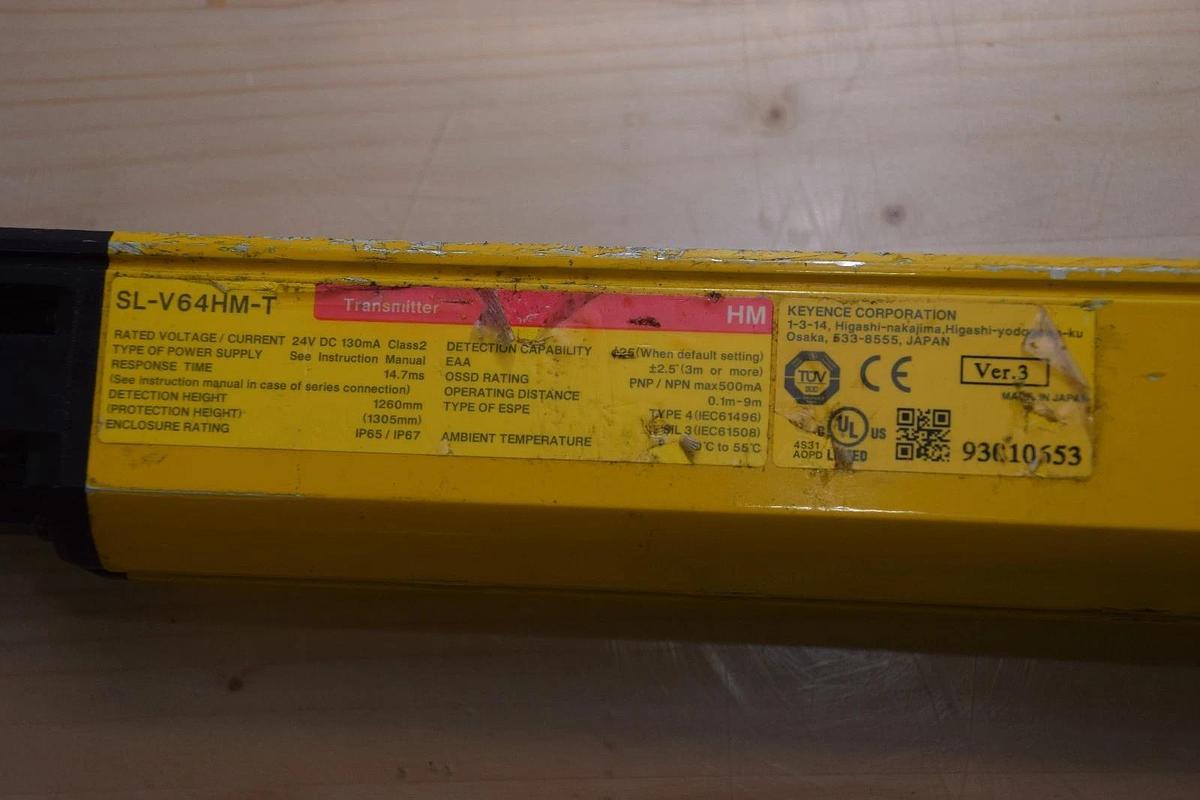 SL-V64HM-T
Transmitter HM
RATED VOLTAGE / CURRENT 24V DC 130mA Class2
TYPE OF POWER SUPPLY See Instruction Manual
RESPONSE TIME 14.7ms
(See instruction manual in case of series connection)
DETECTION HEIGHT 1260mm
(PROTECTION HEIGHT) (1305mm)
ENCLOSURE RATING IP65 / IP67
DETECTION CAPABILITY (When default setting)
EAA ±2.5° (3m or more)
OSSD RATING PNP / NPN max500mA
OPERATING DISTANCE 0.1m-9m
TYPE OF ESPE TYPE 4 (IEC61496)
3 (IEC61508)
AMBIENT TEMPERATURE °C to 55°C
KEYENCE CORPORATION
1-3-14, Higashi-nakajima,
Osaka, 533-8555, JAPAN
TÜV CE Ver.3
MADE IN JAPAN
UL US
4S31
AOPD LISTED 93010653